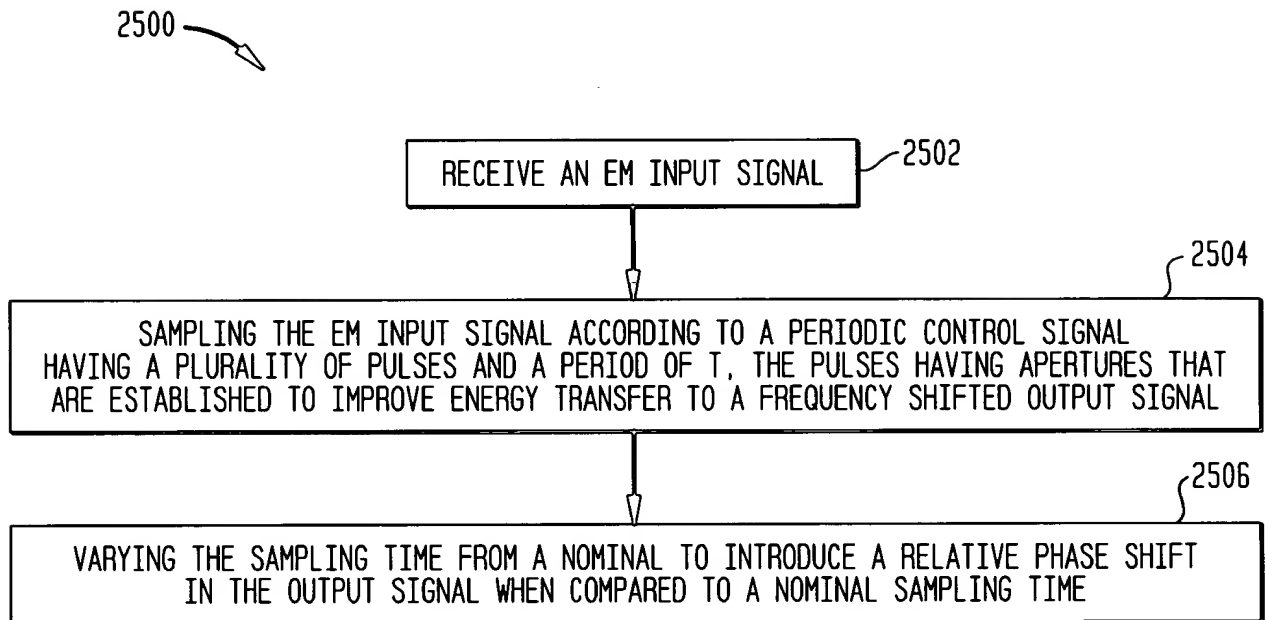 2500
RECEIVE AN EM INPUT SIGNAL
2502
2504
SAMPLING THE EM INPUT SIGNAL ACCORDING TO A PERIODIC CONTROL SIGNAL
HAVING A PLURALITY OF PULSES AND A PERIOD OF T, THE PULSES HAVING APERTURES THAT
ARE ESTABLISHED TO IMPROVE ENERGY TRANSFER TO A FREQUENCY SHIFTED OUTPUT SIGNAL
2506
VARYING THE SAMPLING TIME FROM A NOMINAL TO INTRODUCE A RELATIVE PHASE SHIFT
IN THE OUTPUT SIGNAL WHEN COMPARED TO A NOMINAL SAMPLING TIME